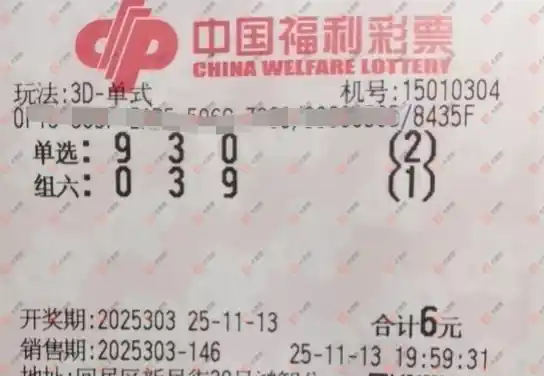 中国福利彩票
CHINA WELFARE LOTTERY
玩法:3D-单式 机号:15010304
/8435F
单选: 9 3 0 (2)
组六: 0 3 9 (1)
开奖期:2025303 25-11-13 合计6元
销售期:2025303-146 25-11-13 19:59:31